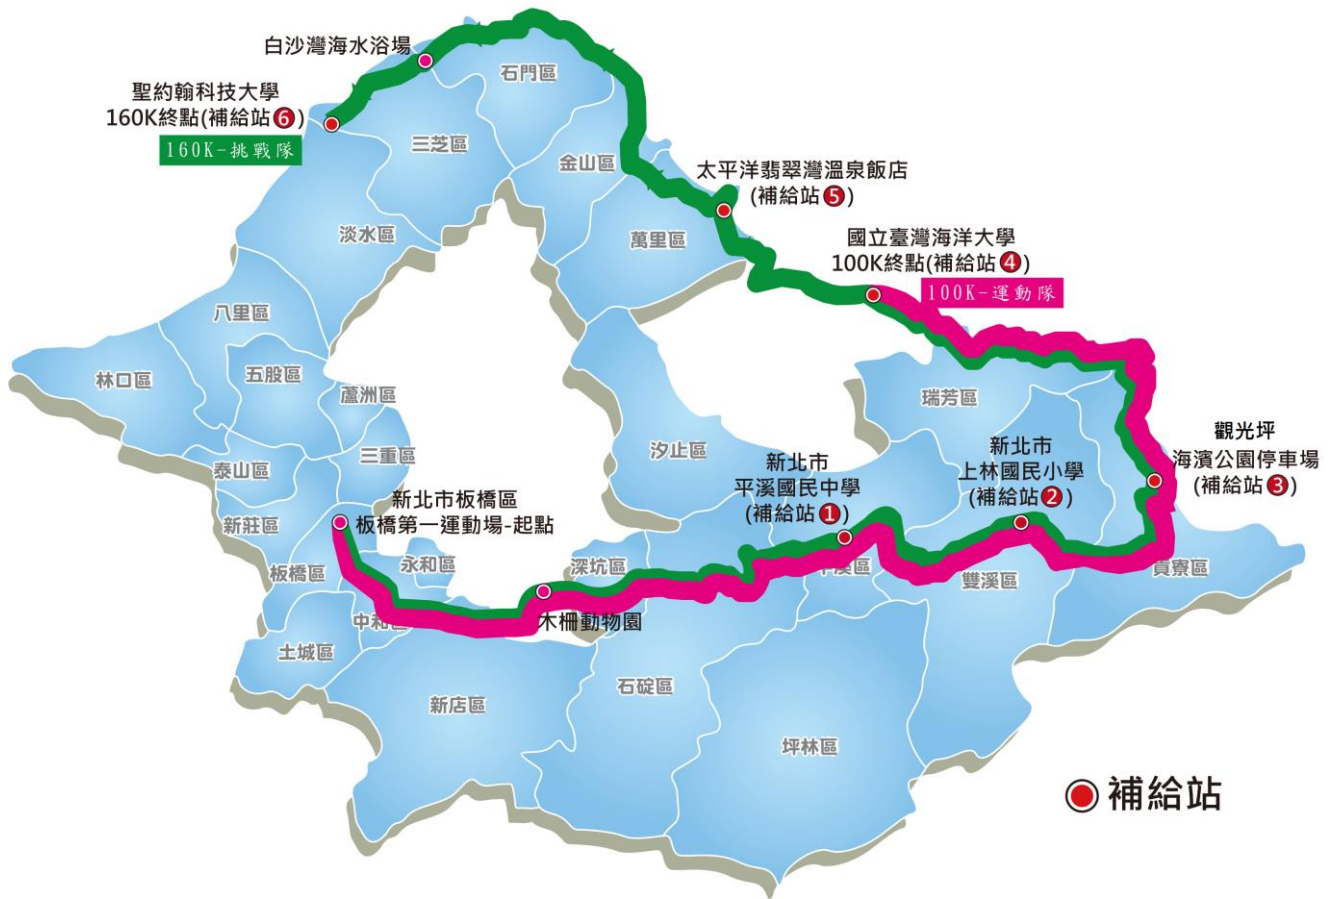 白沙灣海水浴場
聖約翰科技大學
160K終點(補給站6)
160K-挑戰隊
石門區
三芝區
金山區
太平洋翡翠灣溫泉飯店
(補給站5)
淡水區
萬里區
國立臺灣海洋大學
100K終點(補給站4)
100K-運動隊
八里區
林口區
五股區
蘆洲區
瑞芳區
三重區
泰山區
汐止區
新北市
平溪國民中學
(補給站1)
新北市
上林國民小學
(補給站2)
觀光坪
海濱公園停車場
(補給站3)
新莊區
新北市板橋區
板橋第一運動場-起點
板橋區
永和區
深坑區
平溪區
雙溪區
貢寮區
中和區
木柵動物園
土城區
新店區
石碇區
坪林區
補給站